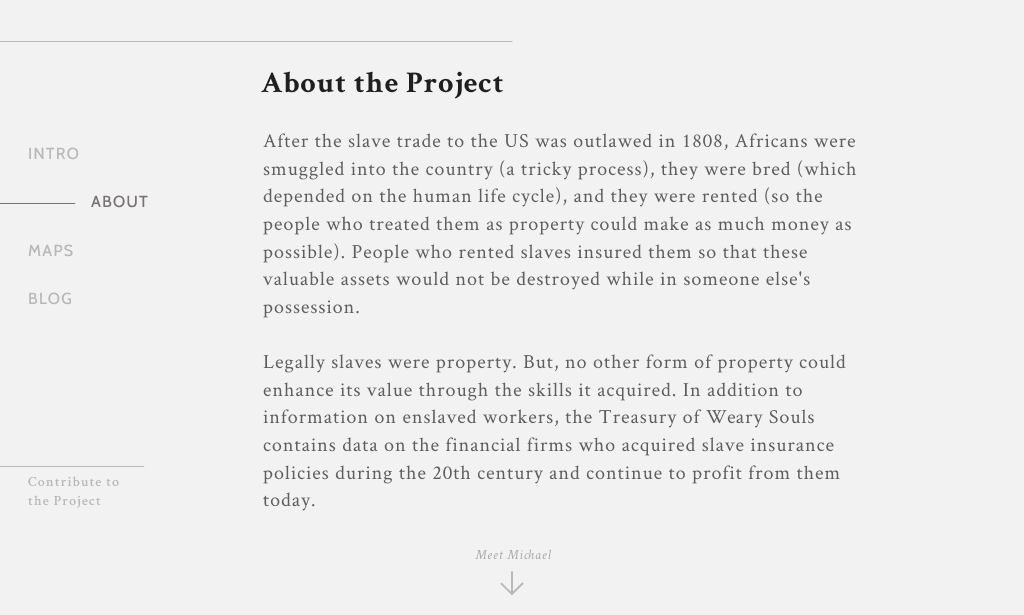 About the Project
After the slave trade to the US was outlawed in 1808, Africans were
smuggled into the country (a tricky process), they were bred (which
depended on the human life cycle), and they were rented (so the
people who treated them as property could make as much money as
possible). People who rented slaves insured them so that these
valuable assets would not be destroyed while in someone else's
possession.
Legally slaves were property. But, no other form of property could
enhance its value through the skills it acquired. In addition to
information on enslaved workers, the Treasury of Weary Souls
contains data on the financial firms who acquired slave insurance
policies during the 20th century and continue to profit from them
today.
INTRO
ABOUT
MAPS
BLOG
Contribute to
the Project
Meet Michael